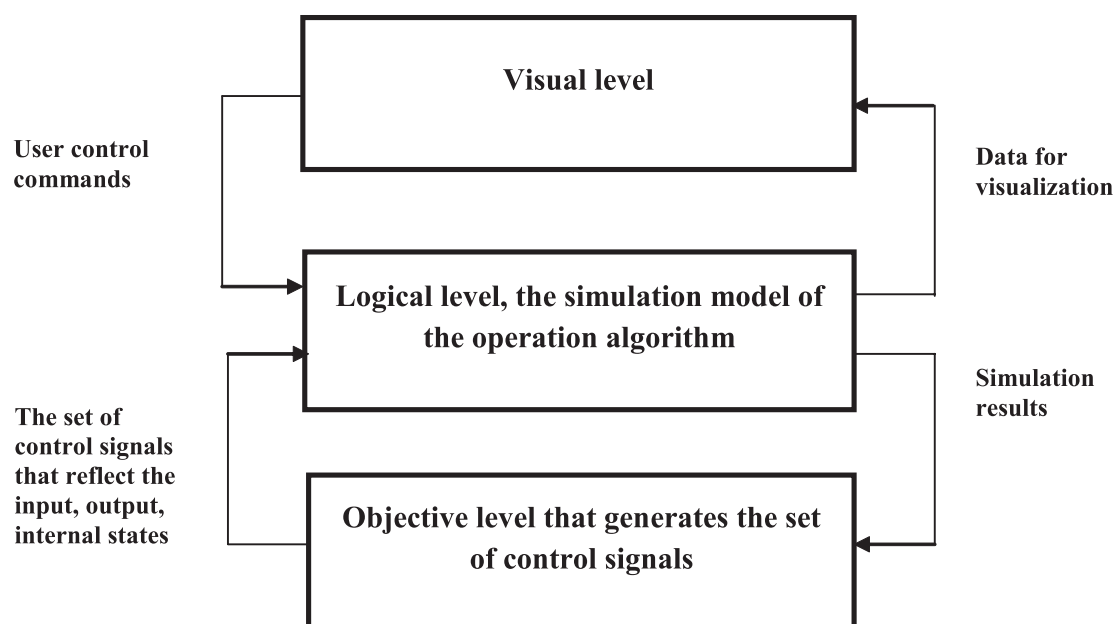 Visual level
User control
commands
Data for
visualization
Logical level, the simulation model of
the operation algorithm
Simulation
results
The set of
control signals
that reflect the
input, output,
internal states
Objective level that generates the set
of control signals